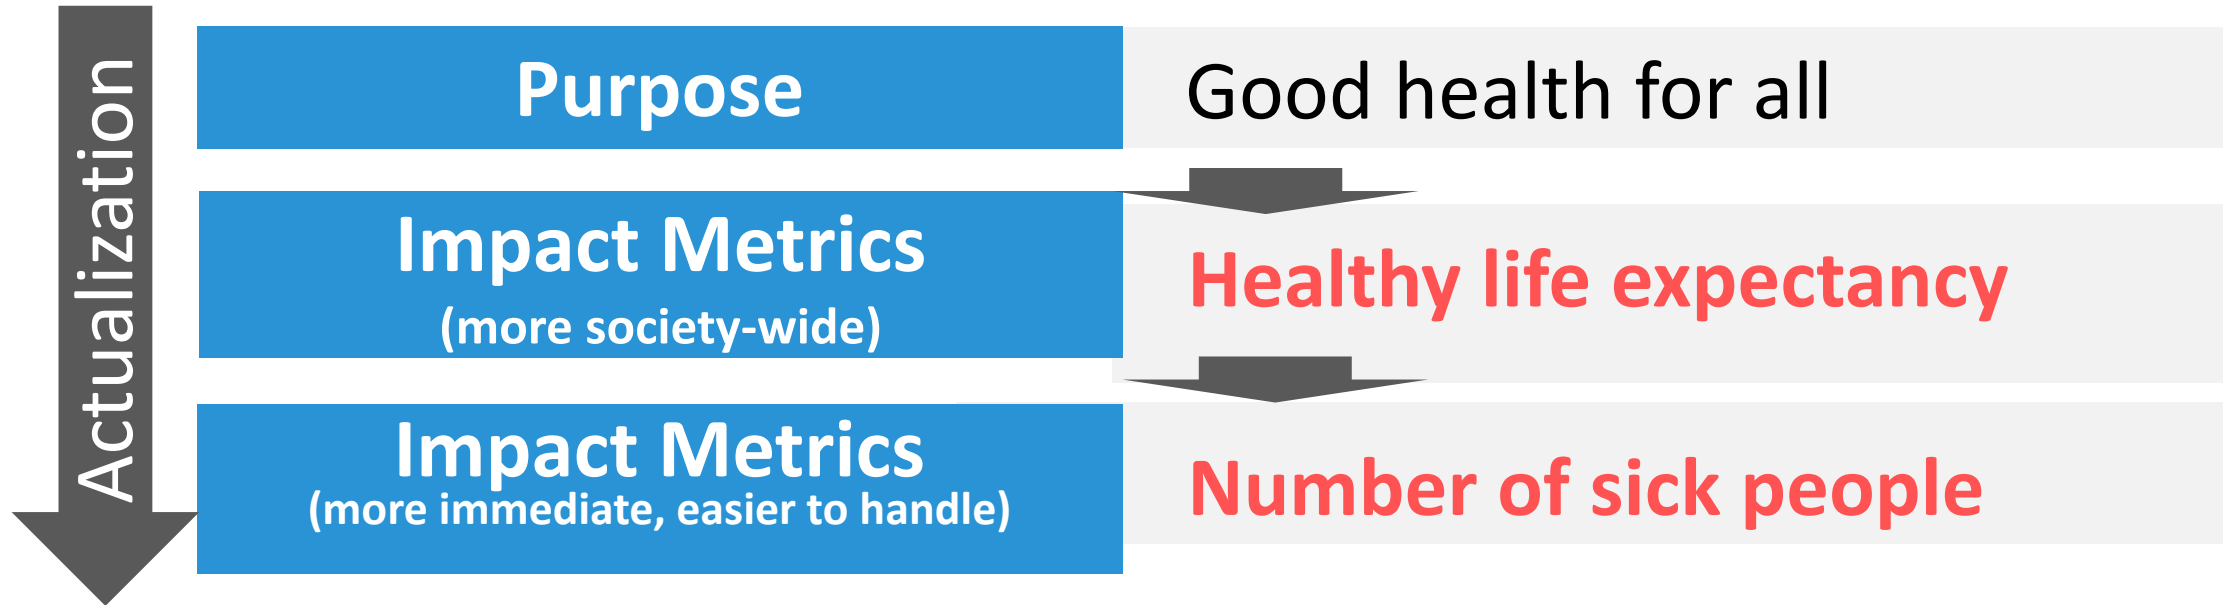 Actualization
Purpose
Good health for all
Impact Metrics
(more society-wide)
Healthy life expectancy
Impact Metrics
(more immediate, easier to handle)
Number of sick people